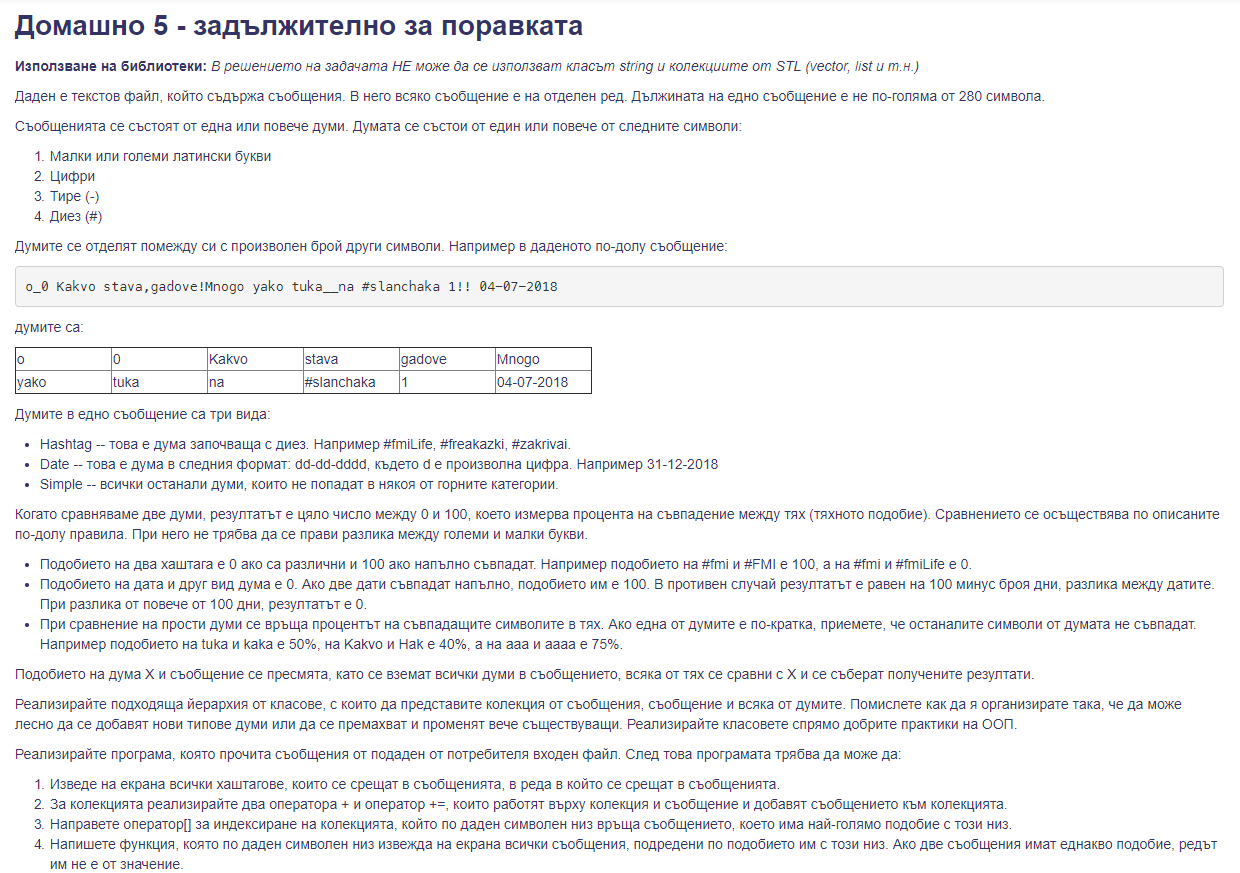 Домашно 5 - задължително за поравката
Използване на библиотеки: В решението на задачата НЕ може да се използват класът string и колекциите от STL (vector, list и т.н.)
Даден е текстов файл, който съдържа съобщения. В него всяко съобщение е на отделен ред. Дължината на едно съобщение е не по-голяма от 280 символа.
Съобщенията се състоят от една или повече думи. Думата се състои от един или повече от следните символи:
1. Малки или големи латински букви
2. Цифри
3. Тире (-)
4. Диез (#)
Думите се отделят помежду си с произволен брой други символи. Например в даденото по-долу съобщение:
o_0 Kakvo stava,gadove!Mnogo yako tuka__na #slanchaka 1!! 04-07-2018
думите са:
o 0 Kakvo stava gadove Mnogo
yako tuka na #slanchaka 1 04-07-2018
Думите в едно съобщение са три вида:
• Hashtag -- това е дума започваща с диез. Например #fmiLife, #freakazki, #zakrivai.
• Date -- това е дума в следния формат: dd-dd-dddd, където d е произволна цифра. Например 31-12-2018
• Simple -- всички останали думи, които не попадат в някоя от горните категории.
Когато сравняваме две думи, резултатът е цяло число между 0 и 100, което измерва процента на съвпадение между тях (тяхното подобие). Сравнението се осъществява по описаните
по-долу правила. При него не трябва да се прави разлика между големи и малки букви.
• Подобието на два хаштага е 0 ако са различни и 100 ако напълно съвпадат. Например подобието на #fmi и #FMI е 100, а на #fmi и #fmiLife е 0.
• Подобието на дата и друг вид дума е 0. Ако две дати съвпадат напълно, подобието им е 100. В противен случай резултатът е равен на 100 минус броя дни, разлика между датите.
При разлика от повече от 100 дни, резултатът е 0.
• При сравнение на прости думи се връща процентът на съвпадащите символите в тях. Ако една от думите е по-кратка, приемете, че останалите символи от думата не съвпадат.
Например подобието на tuka и kaka е 50%, на Kakvo и Hak е 40%, а на aaa и aaaa е 75%.
Подобието на дума X и съобщение се пресмята, като се вземат всички думи в съобщението, всяка от тях се сравни с X и се съберат получените резултати.
Реализирайте подходяща йерархия от класове, с които да представите колекция от съобщения, съобщение и всяка от думите. Помислете как да я организирате така, че да може
лесно да се добавят нови типове думи или да се премахват и променят вече съществуващи. Реализирайте класовете спрямо добрите практики на ООП.
Реализирайте програма, която прочита съобщения от подаден от потребителя входен файл. След това програмата трябва да може да:
1. Изведе на екрана всички хаштагове, които се срещат в съобщенията, в реда в който се срещат в съобщенията.
2. За колекцията реализирайте два оператора + и оператор +=, които работят върху колекция и съобщение и добавят съобщението към колекцията.
3. Направете оператор[] за индексиране на колекцията, който по даден символен низ връща съобщението, което има най-голямо подобие с този низ.
4. Напишете функция, която по даден символен низ извежда на екрана всички съобщения, подредени по подобието им с този низ. Ако две съобщения имат еднакво подобие, редът
им не е от значение.